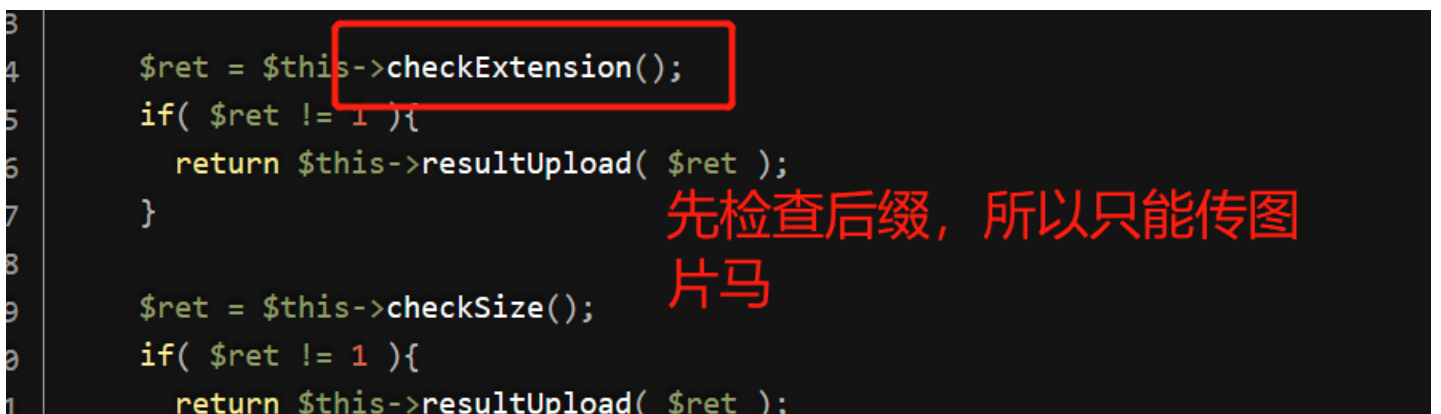 3
4 $ret = $this->checkExtension();
5 if( $ret != 1 ){
6 return $this->resultUpload( $ret );
7 }
先检查后缀，所以只能传图
片马
8
9 $ret = $this->checkSize();
0 if( $ret != 1 ){
1 return $this->resultUpload( $ret );